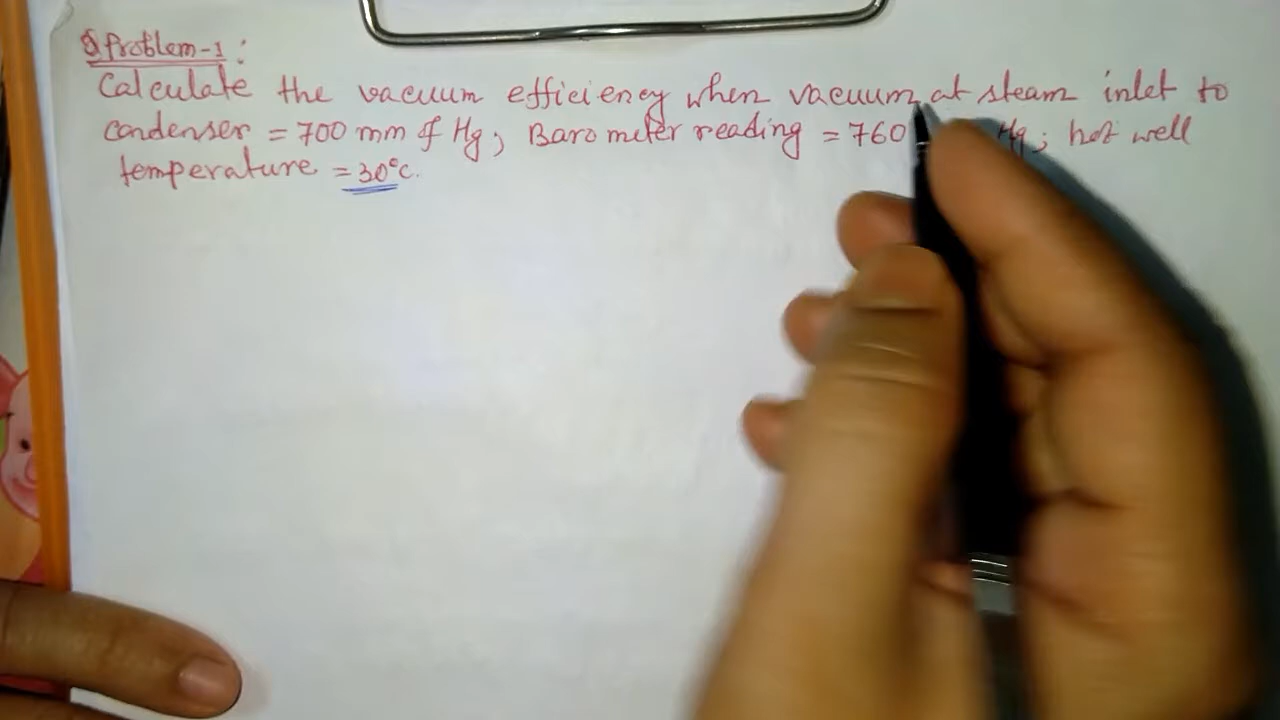 Problem-1:
Calculate the vacuum efficiency when vacuum at steam inlet to
condenser = 700 mm of Hg; Barometer reading = 760 Hg; hot well
temperature = 30°C.